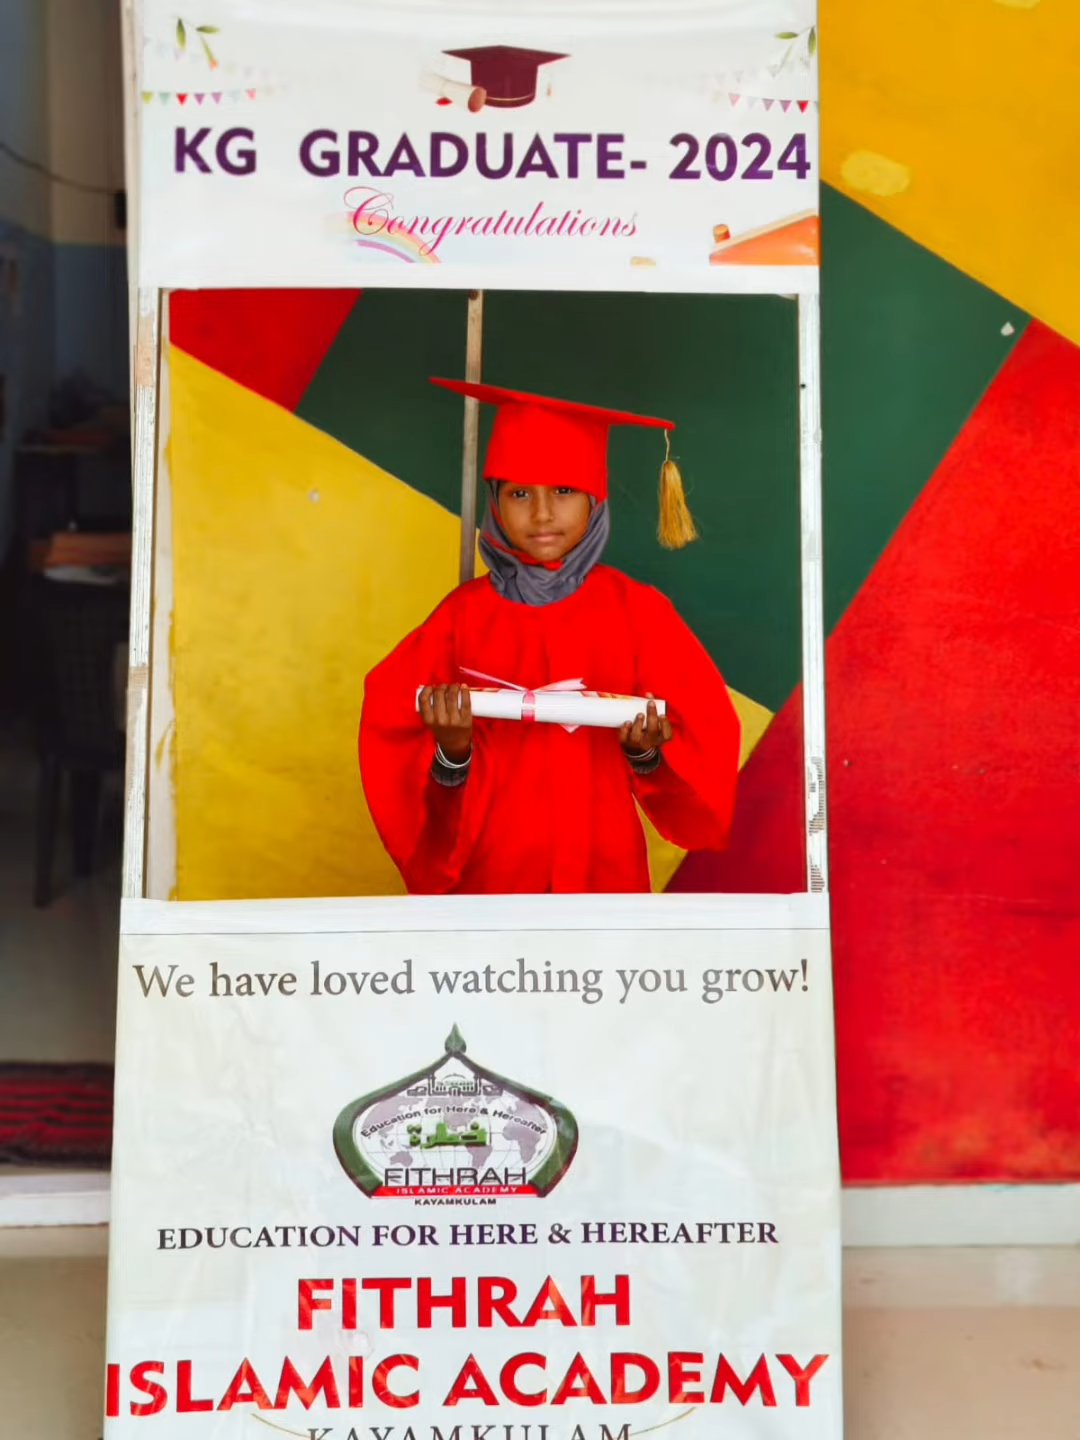 KG GRADUATE- 2024
Congratulations
We have loved watching you grow!
Education for Here & Hereafter
FITHRAH
ISLAMIC ACADEMY
KAYAMKULAM
EDUCATION FOR HERE & HEREAFTER
FITHRAH
ISLAMIC ACADEMY
KAYAMKULAM